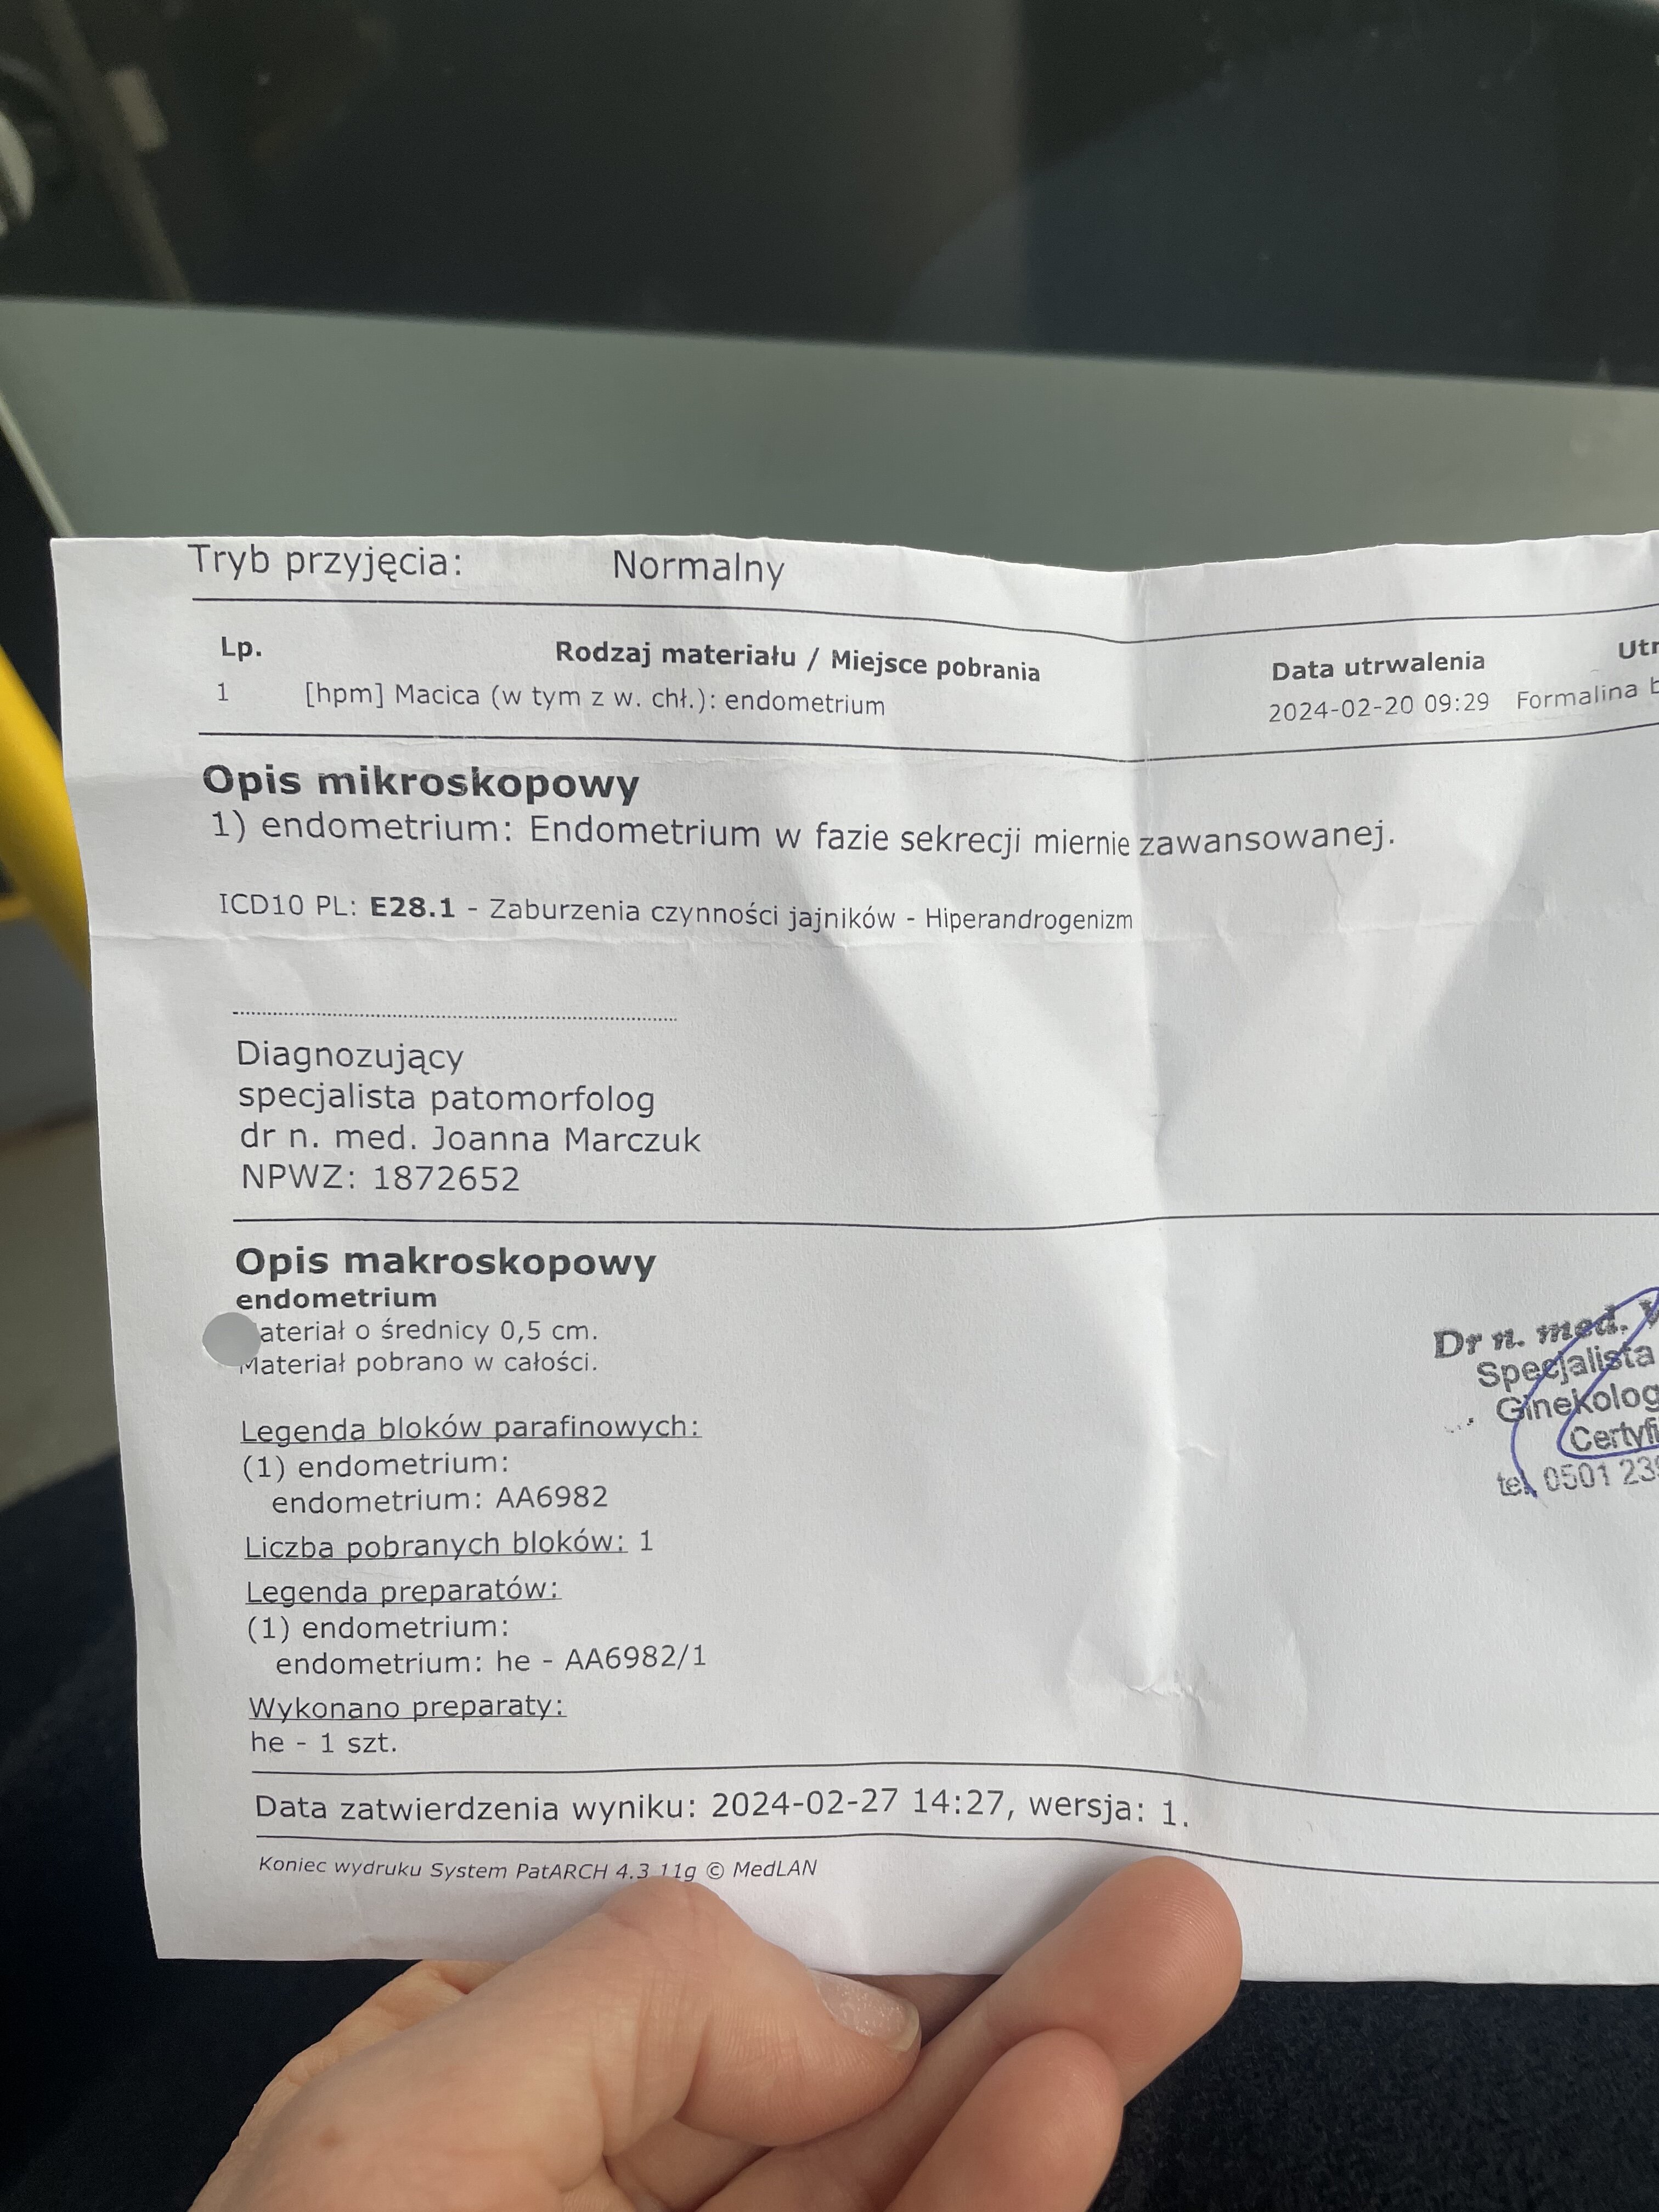 Tryb przyjęcia: Normalny
Lp. Rodzaj materiału / Miejsce pobrania Data utrwalenia
1 [hpm] Macica (w tym z w. chł.): endometrium 2024-02-20 09:29 Formalina
Opis mikroskopowy
1) endometrium: Endometrium w fazie sekrecji miernie zawansowanej.
ICD10 PL: E28.1 - Zaburzenia czynności jajników - Hiperandrogenizm
Diagnozujący
specjalista patomorfolog
dr n. med. Joanna Marczuk
NPWZ: 1872652
Opis makroskopowy
endometrium
ateriał o średnicy 0,5 cm.
Materiał pobrano w całości.
Dr n. med.
Specjalista
Ginekolog
Certyfi
tel. 0501 23
Legenda bloków parafinowych:
(1) endometrium:
endometrium: AA6982
Liczba pobranych bloków: 1
Legenda preparatów:
(1) endometrium:
endometrium: he - AA6982/1
Wykonano preparaty:
he - 1 szt.
Data zatwierdzenia wyniku: 2024-02-27 14:27, wersja: 1.
Koniec wydruku System PatARCH 4.3 11g © MedLAN